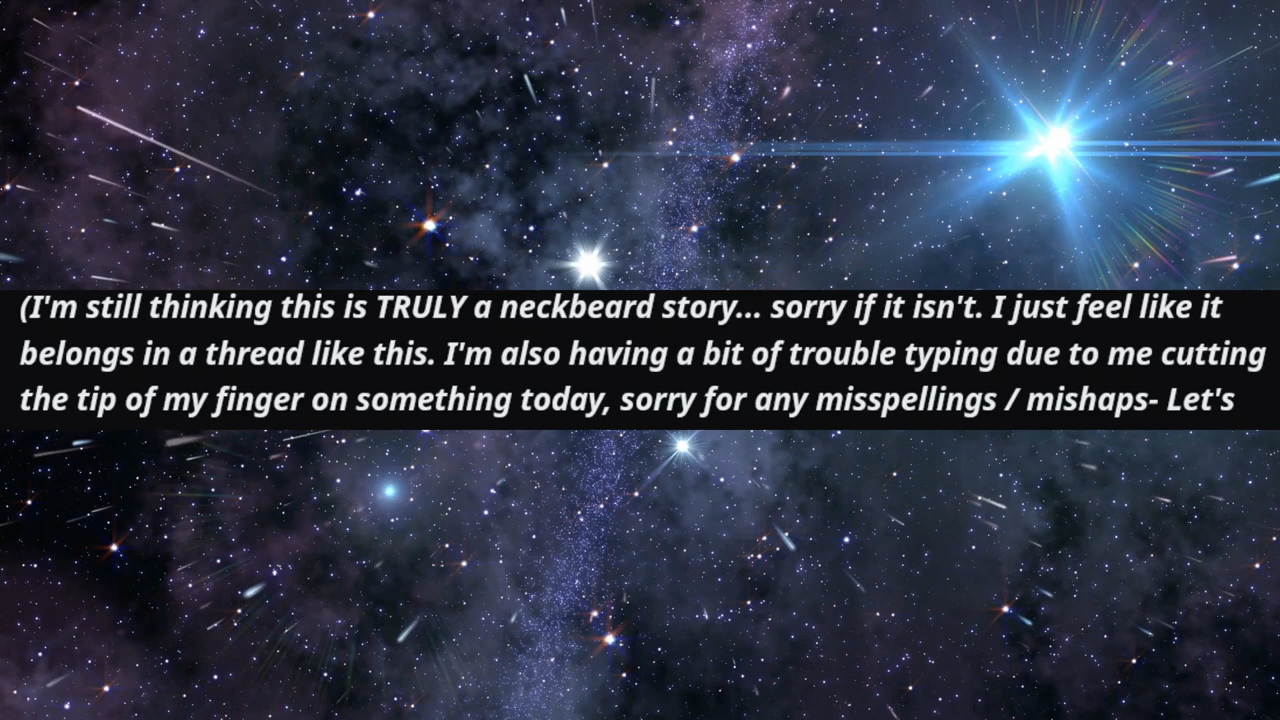 (I'm still thinking this is TRULY a neckbeard story... sorry if it isn't. I just feel like it
belongs in a thread like this. I'm also having a bit of trouble typing due to me cutting
the tip of my finger on something today, sorry for any misspellings / mishaps- Let's